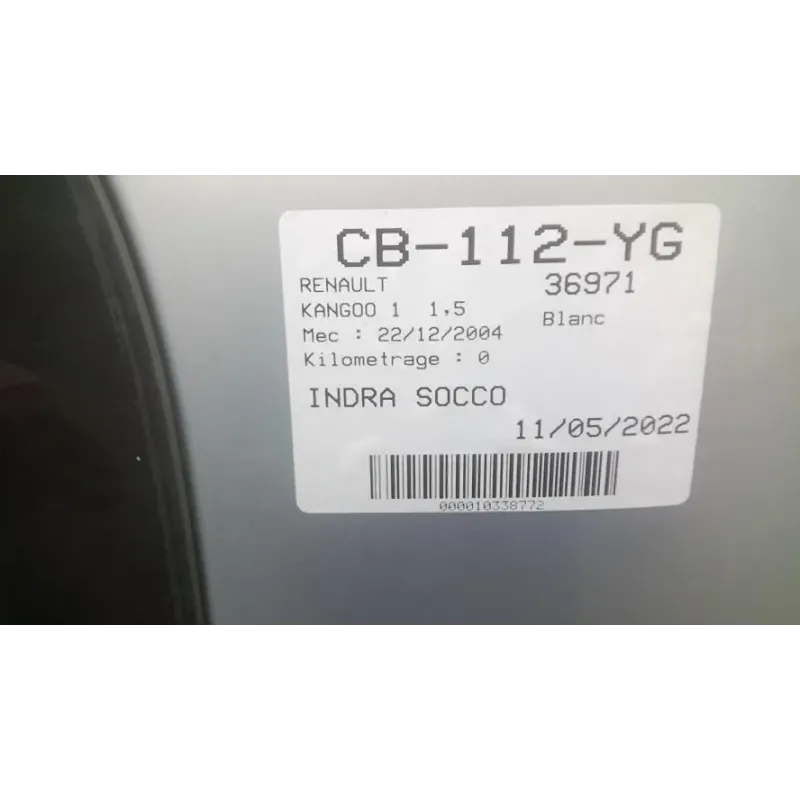 CB-112-YG
RENAULT 36971
KANGOO 1 1,5 Blanc
Mec : 22/12/2004
Kilometrage : 0
INDRA SOCCO
11/05/2022
000010338772